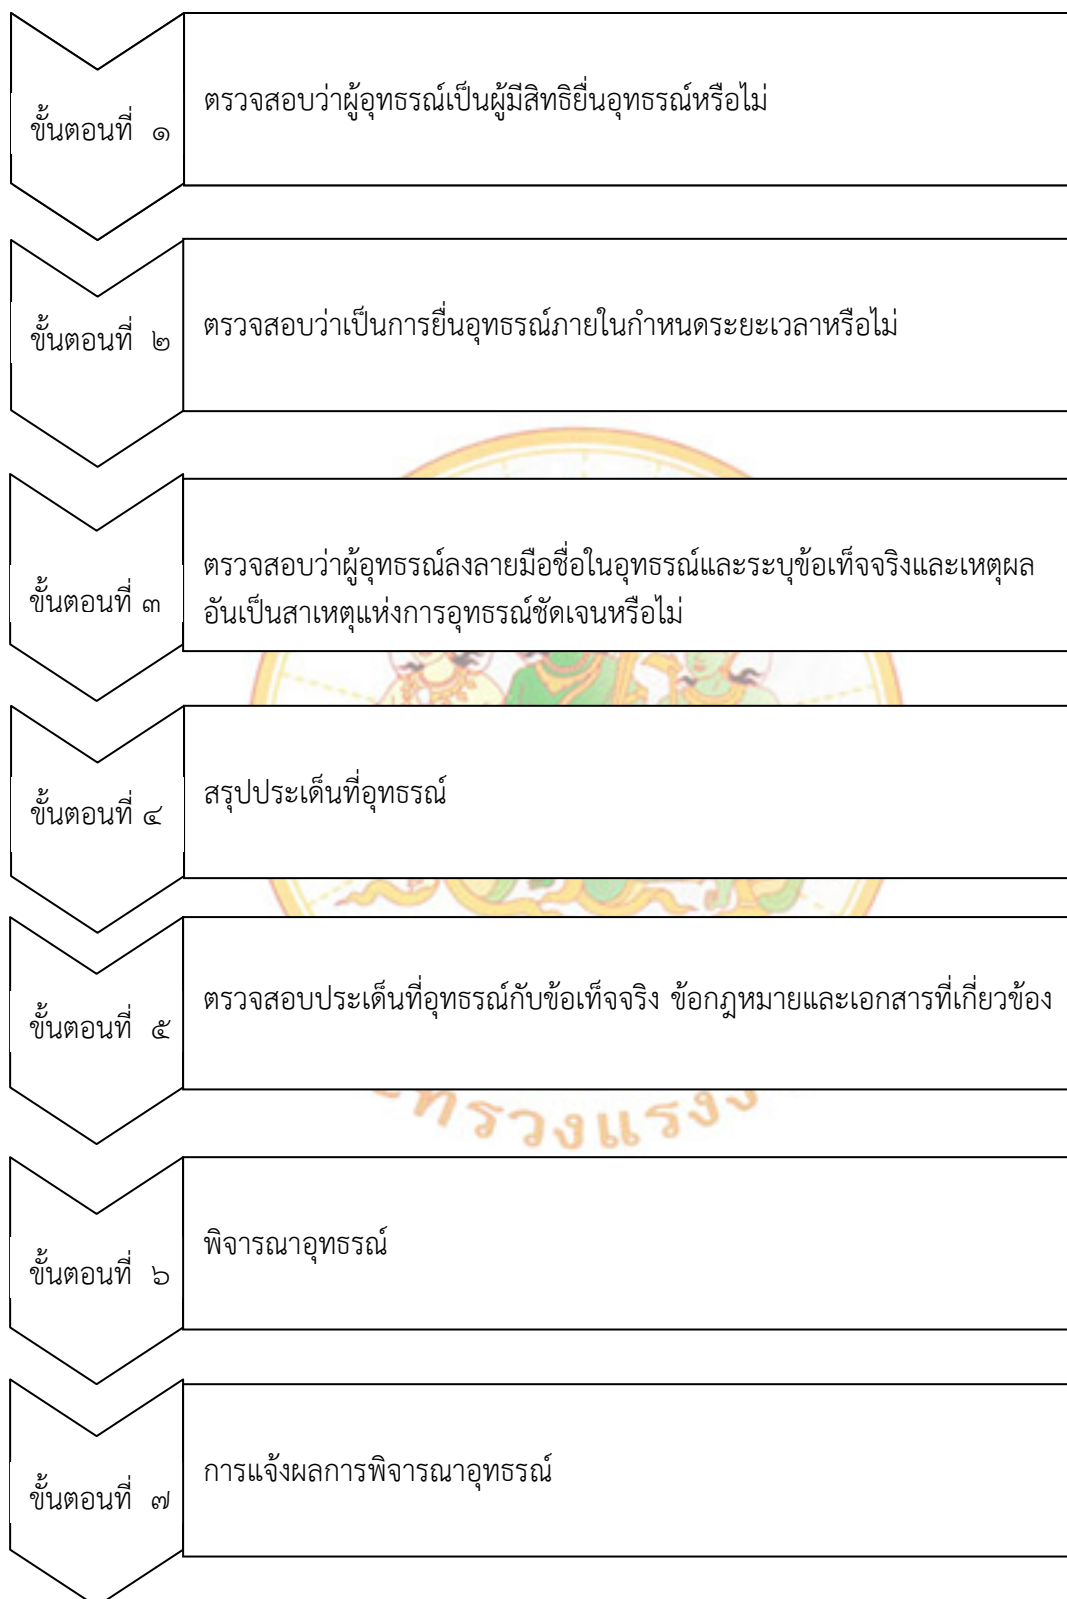 ขั้นตอนที่ ๑
ตรวจสอบว่าผู้อุทธรณ์เป็นผู้มีสิทธิยื่นอุทธรณ์หรือไม่
ขั้นตอนที่ ๒
ตรวจสอบว่าเป็นการยื่นอุทธรณ์ภายในกำหนดระยะเวลาหรือไม่
ขั้นตอนที่ ๓
ตรวจสอบว่าผู้อุทธรณ์ลงลายมือชื่อในอุทธรณ์และระบุข้อเท็จจริงและเหตุผล
อันเป็นสาเหตุแห่งการอุทธรณ์ชัดเจนหรือไม่
ขั้นตอนที่ ๔
สรุปประเด็นที่อุทธรณ์
ขั้นตอนที่ ๕
ตรวจสอบประเด็นที่อุทธรณ์กับข้อเท็จจริง ข้อกฎหมายและเอกสารที่เกี่ยวข้อง
ทรวงแรง
ขั้นตอนที่ ๖
พิจารณาอุทธรณ์
ขั้นตอนที่ ๗
การแจ้งผลการพิจารณาอุทธรณ์